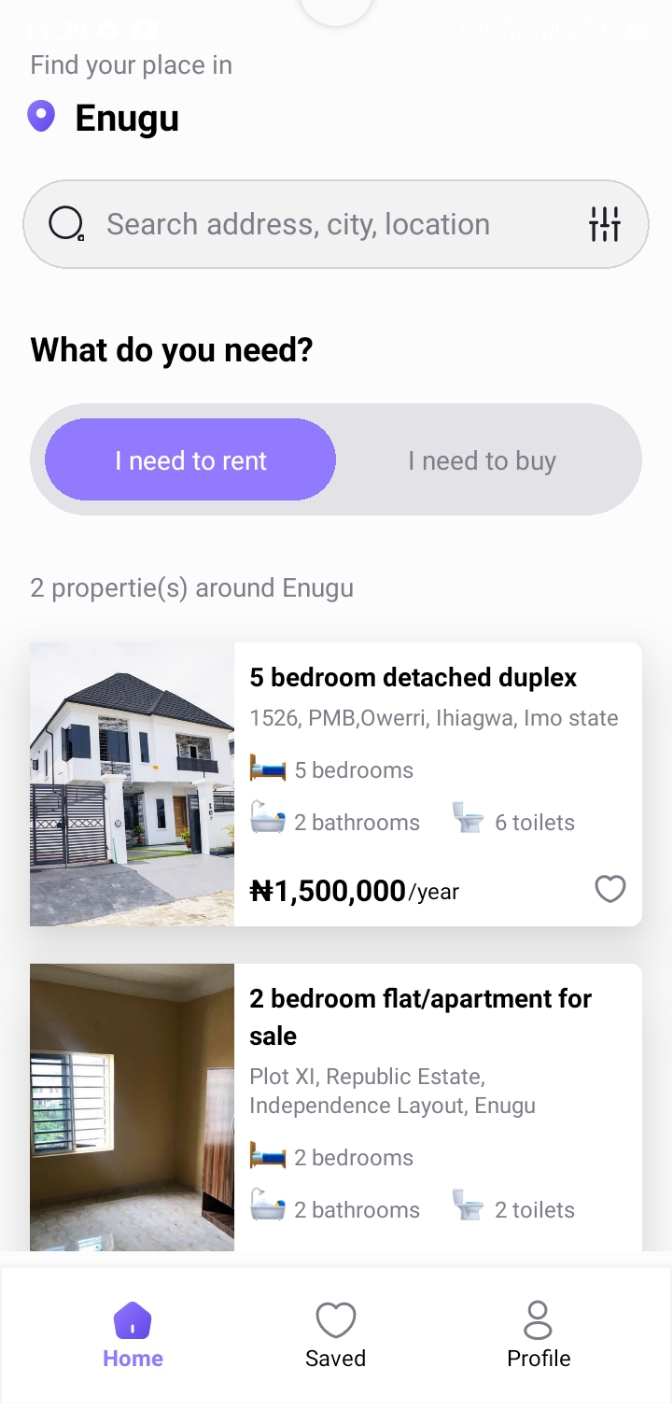 11:29
Find your place in
Enugu
Search address, city, location
What do you need?
I need to rent
I need to buy
2 propertie(s) around Enugu
5 bedroom detached duplex
1526, PMB,Owerri, Ihiagwa, Imo state
5 bedrooms
2 bathrooms 6 toilets
₦1,500,000/year
2 bedroom flat/apartment for
sale
Plot XI, Republic Estate,
Independence Layout, Enugu
2 bedrooms
2 bathrooms 2 toilets
Home Saved Profile